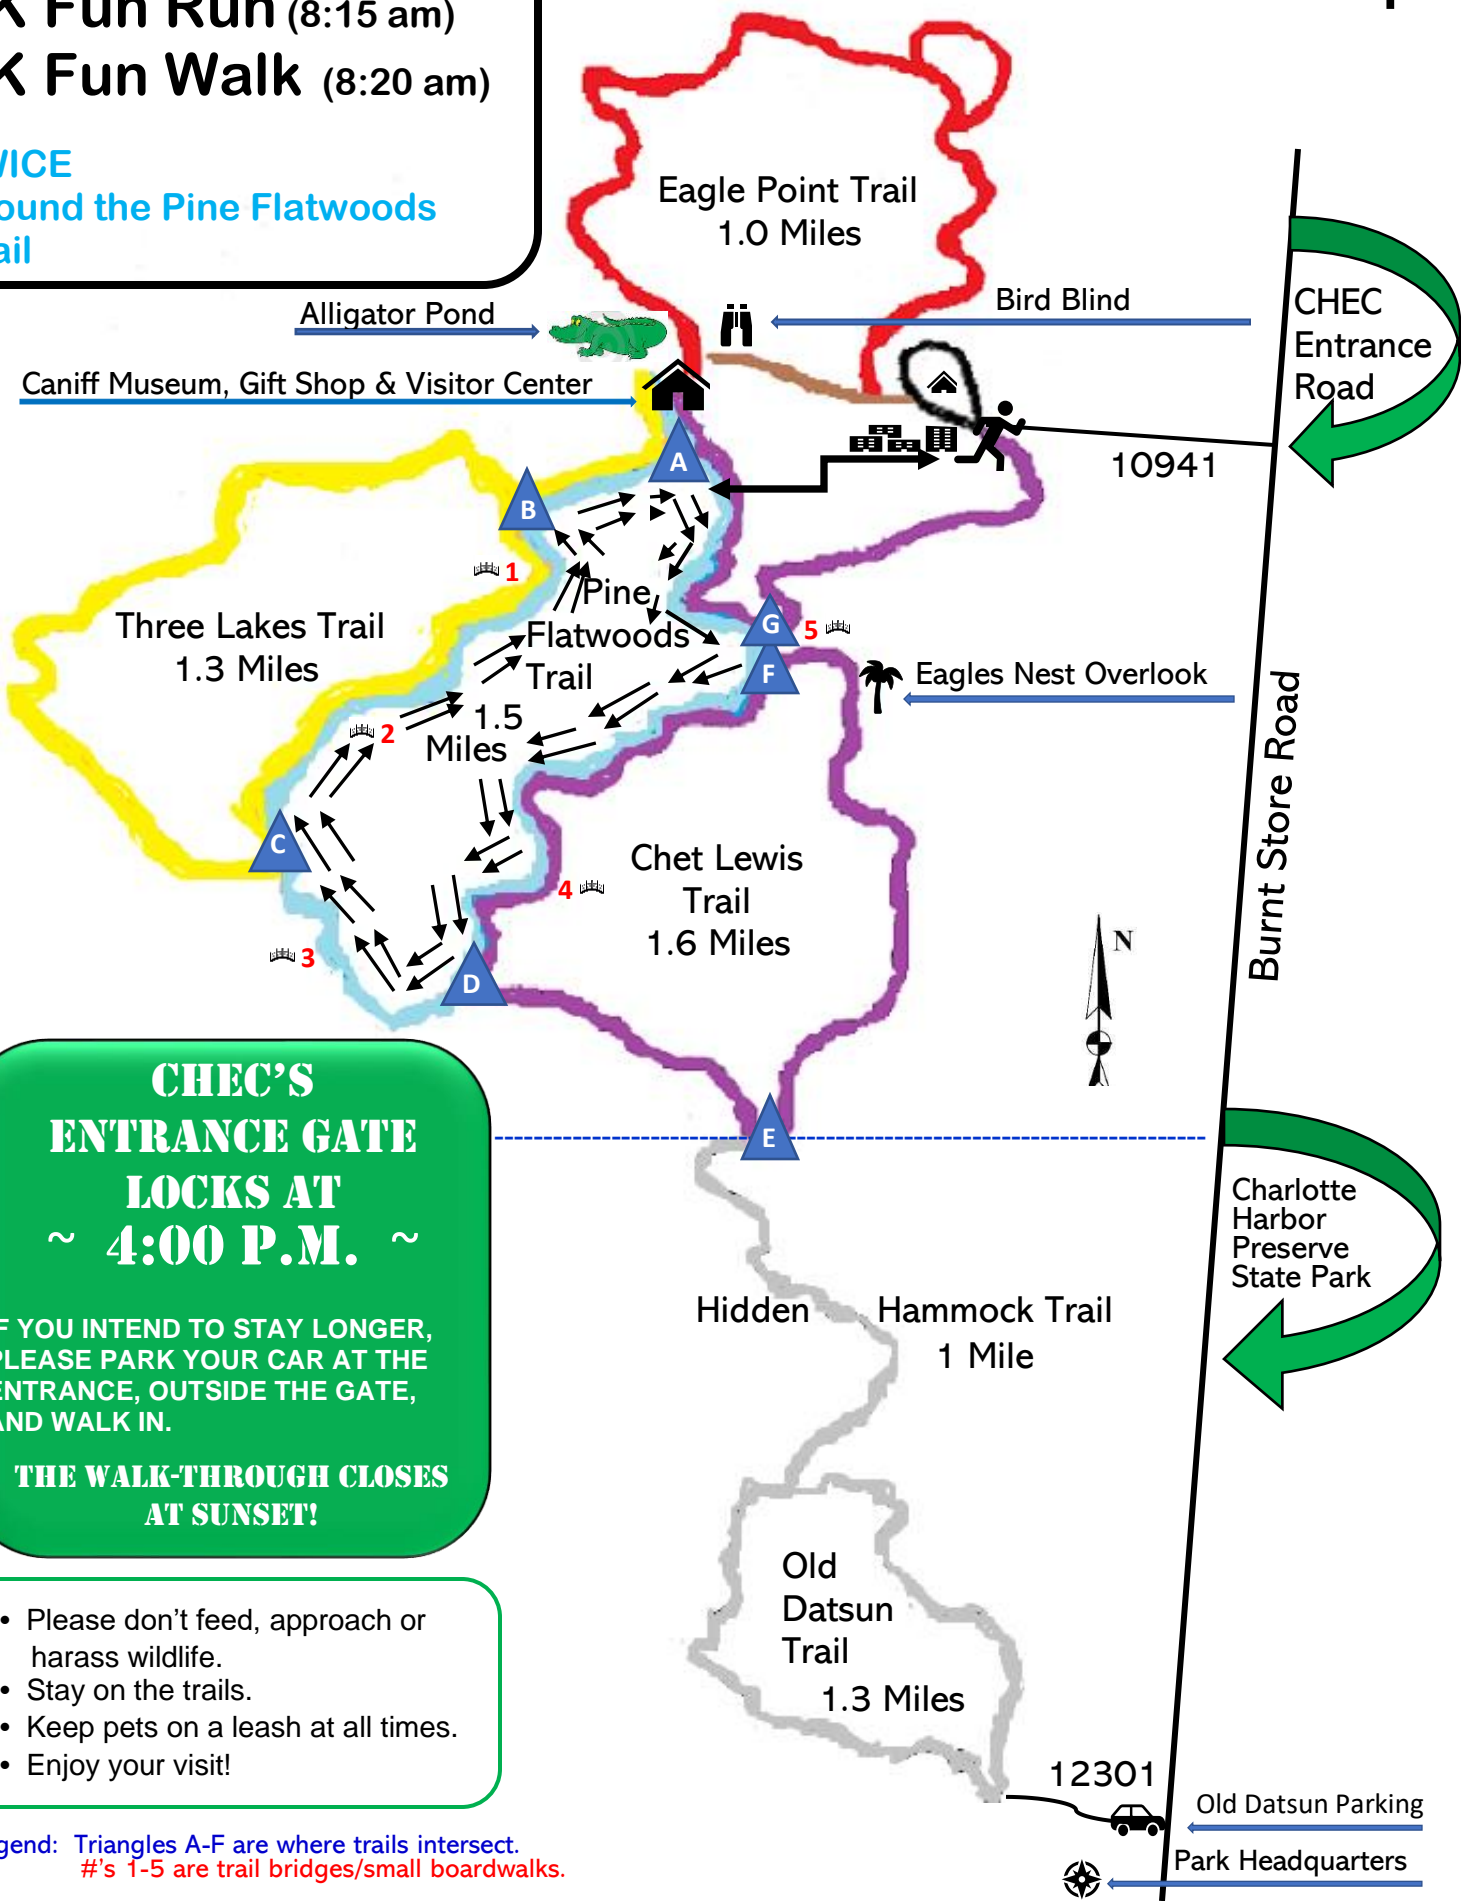 K Fun Run (8:15 am)
K Fun Walk (8:20 am)
WICE
ound the Pine Flatwoods
ail
Eagle Point Trail
1.0 Miles
Alligator Pond
Bird Blind
CHEC
Entrance
Road
Caniff Museum, Gift Shop & Visitor Center
A
10941
B
1
Pine
Flatwoods
Trail
1.5
Miles
Three Lakes Trail
1.3 Miles
G
5
F
Eagles Nest Overlook
2
Burnt Store Road
C
Chet Lewis
Trail
1.6 Miles
4
N
3
D
CHEC'S
ENTRANCE GATE
LOCKS AT
~ 4:00 P.M. ~
F YOU INTEND TO STAY LONGER,
PLEASE PARK YOUR CAR AT THE
ENTRANCE, OUTSIDE THE GATE,
AND WALK IN.
THE WALK-THROUGH CLOSES
AT SUNSET!
E
Charlotte
Harbor
Preserve
State Park
Hidden Hammock Trail
1 Mile
Old
Datsun
Trail
1.3 Miles
• Please don't feed, approach or
harass wildlife.
• Stay on the trails.
• Keep pets on a leash at all times.
• Enjoy your visit!
12301
Old Datsun Parking
Park Headquarters
gend: Triangles A-F are where trails intersect.
#'s 1-5 are trail bridges/small boardwalks.